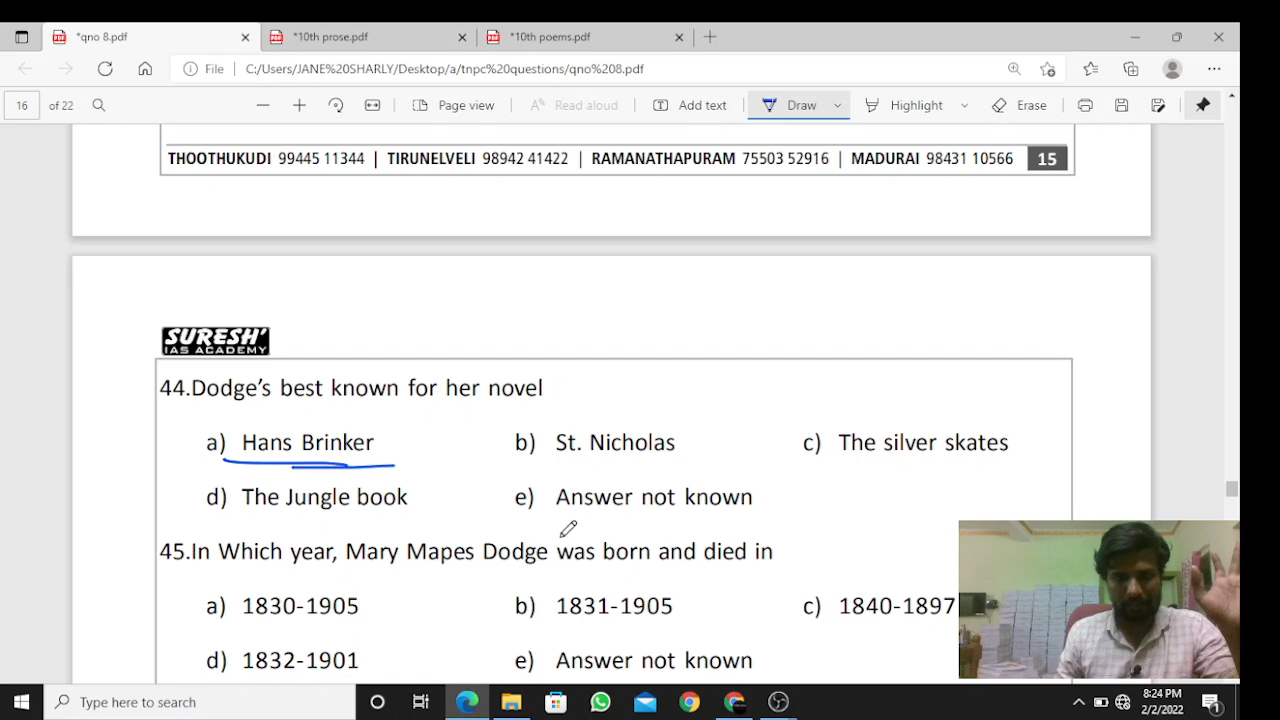 *qno 8.pdf
*10th prose.pdf
*10th poems.pdf
File C:/Users/JANE%20SHARLY/Desktop/a/tnpc%20questions/qno%208.pdf
16 of 22 Page view Read aloud Add text Draw Highlight Erase
THOOTHUKUDI 99445 11344 | TIRUNELVELI 98942 41422 | RAMANATHAPURAM 75503 52916 | MADURAI 98431 10566 15
SURESH'
IAS ACADEMY
44.Dodge's best known for her novel
a) Hans Brinker b) St. Nicholas c) The silver skates
d) The Jungle book e) Answer not known
45.In Which year, Mary Mapes Dodge was born and died in
a) 1830-1905 b) 1831-1905 c) 1840-1897
d) 1832-1901 e) Answer not known
Type here to search
8:24 PM
2/2/2022
1